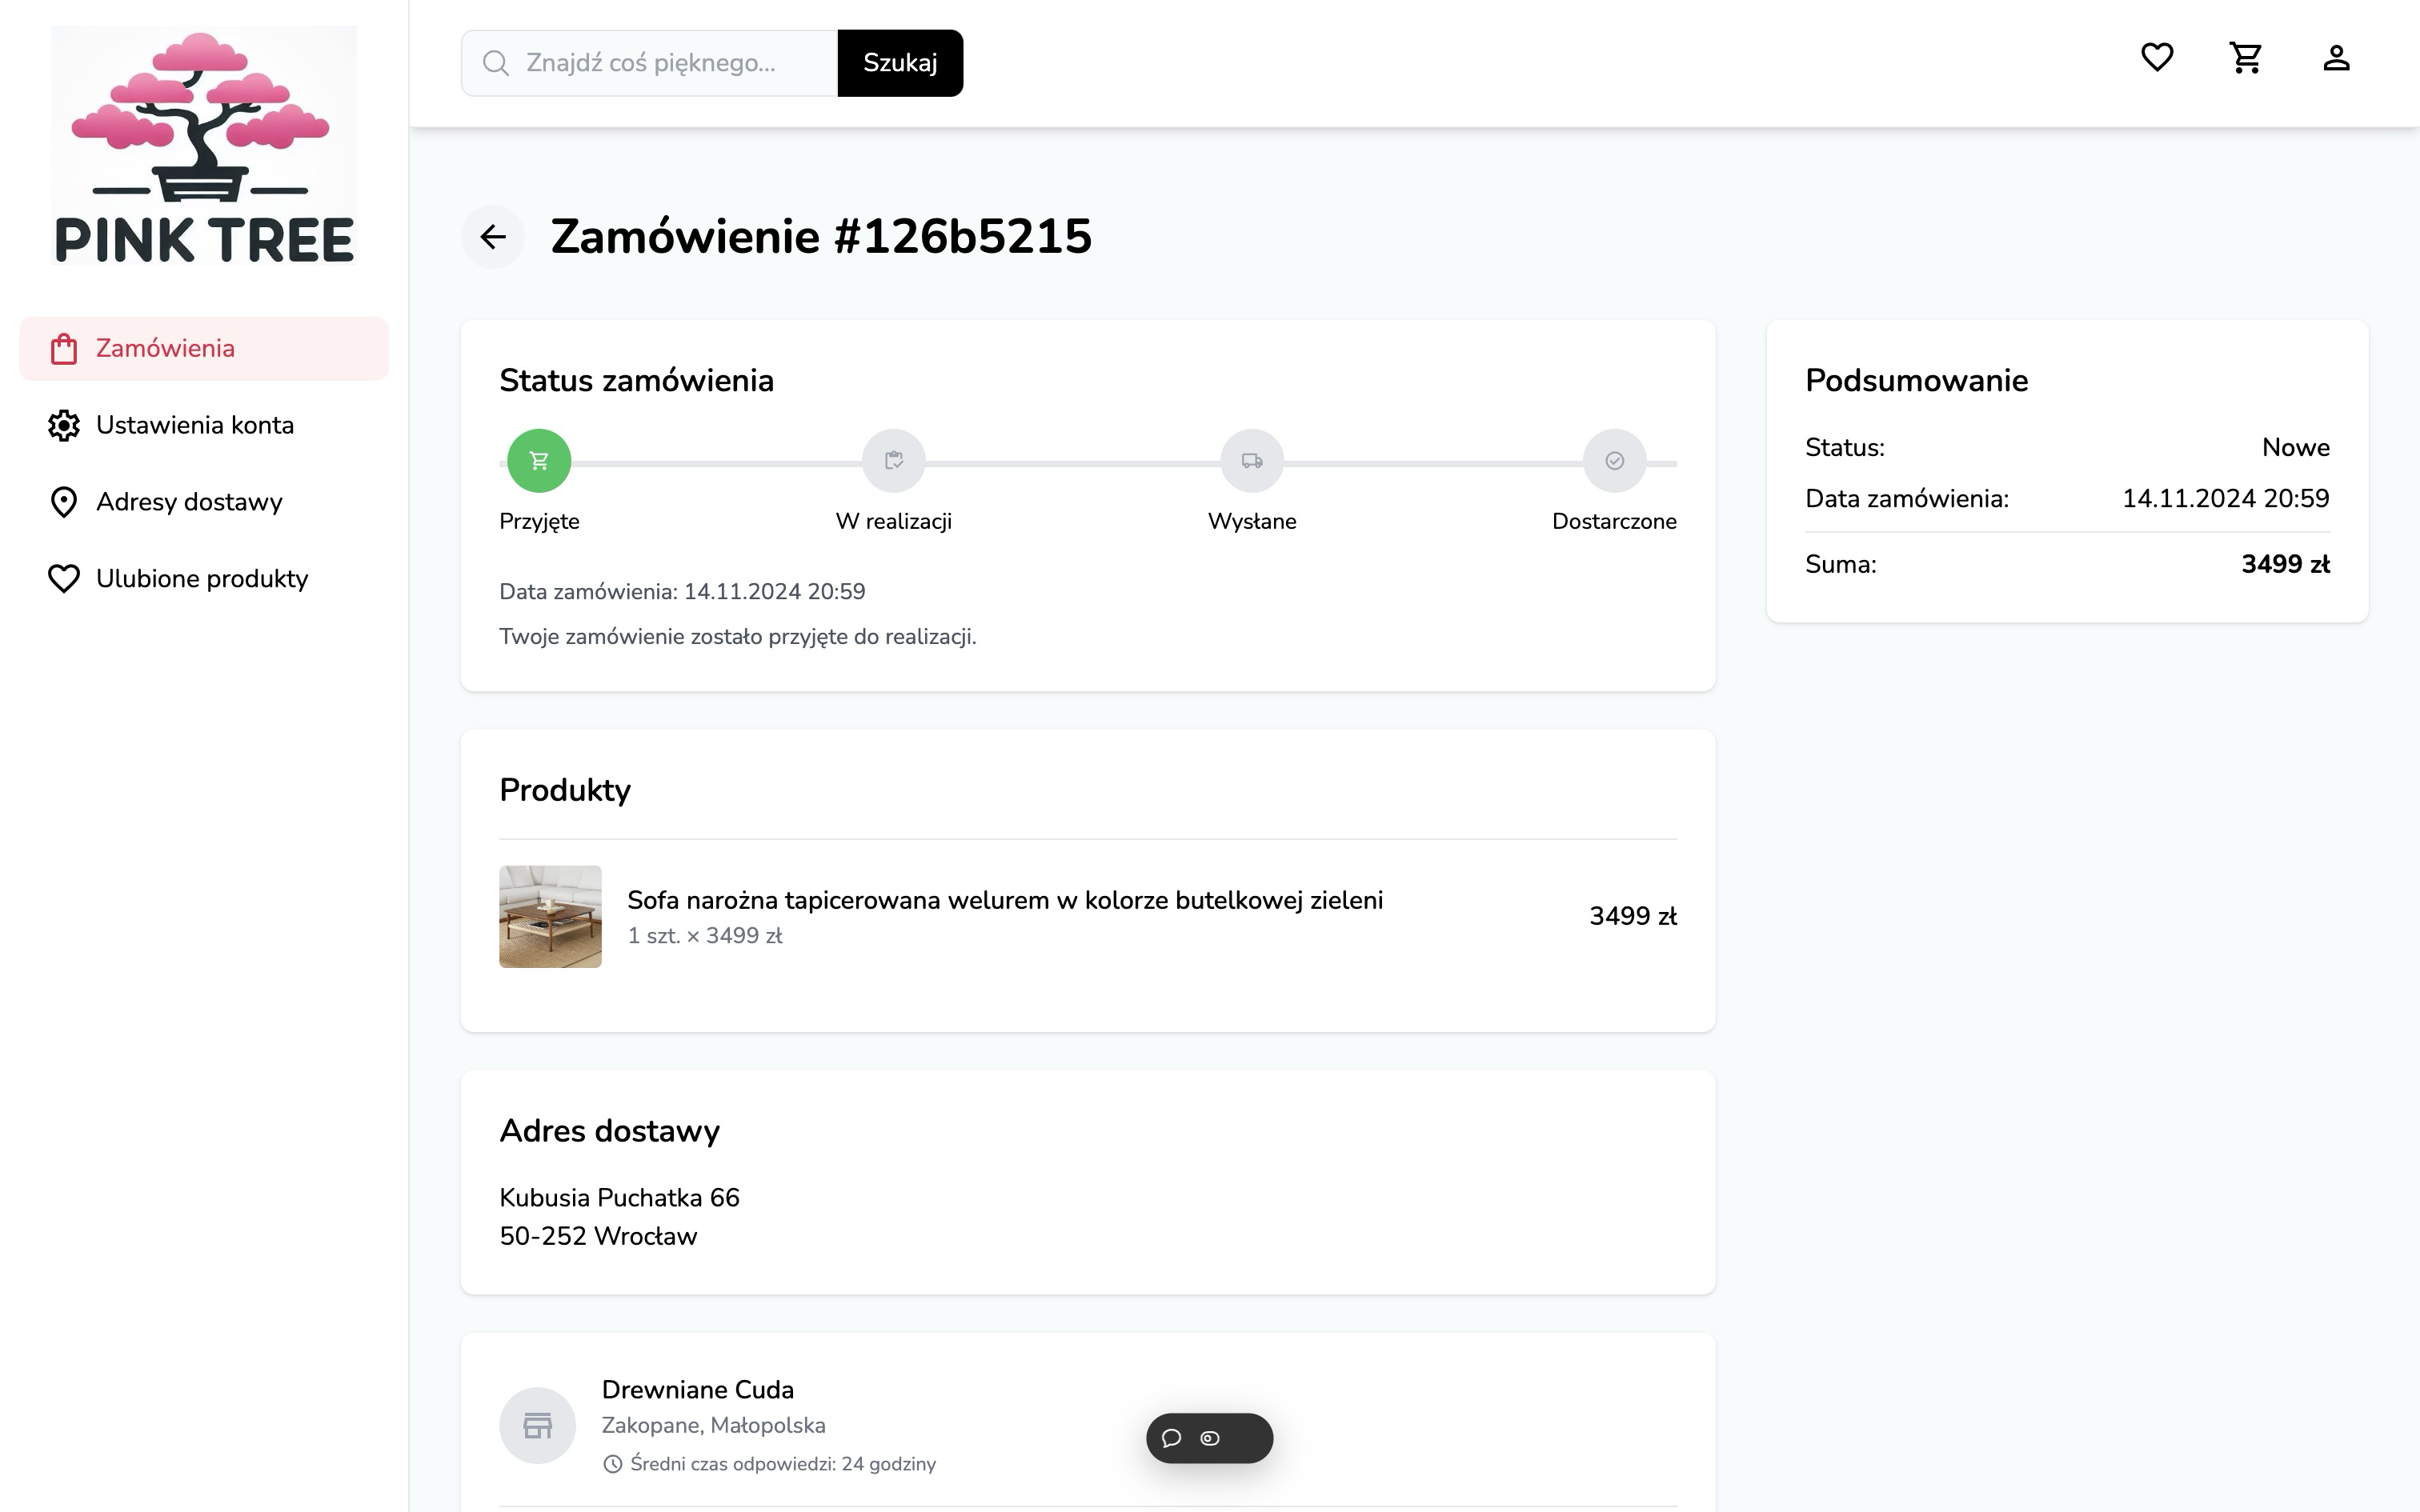 PINK TREE
Zamówienia
Ustawienia konta
Adresy dostawy
Ulubione produkty
Znajdź coś pięknego...
Szukaj
Zamówienie #126b5215
Status zamówienia
Przyjęte
W realizacji
Wysłane
Dostarczone
Data zamówienia: 14.11.2024 20:59
Twoje zamówienie zostało przyjęte do realizacji.
Podsumowanie
Status: Nowe
Data zamówienia: 14.11.2024 20:59
Suma: 3499 zł
Produkty
Sofa narożna tapicerowana welurem w kolorze butelkowej zieleni
1 szt. × 3499 zł
3499 zł
Adres dostawy
Kubusia Puchatka 66
50-252 Wrocław
Drewniane Cuda
Zakopane, Małopolska
Średni czas odpowiedzi: 24 godziny